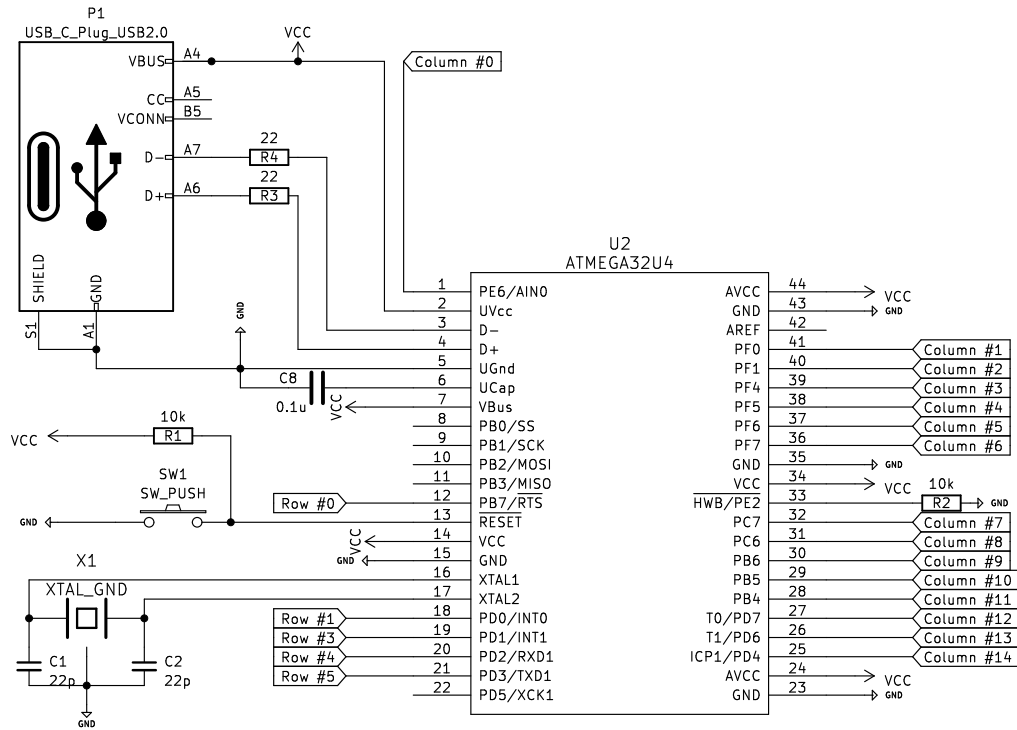 P1
USB_C_Plug_USB2.0
VBUS A4
CC A5
VCONN B5
D- A7
D+ A6
SHIELD
GND
S1
A1
VCC
Column #0
22
R4
22
R3
GND
C8
0.1u
VCC
10k
VCC
R1
SW1
SW_PUSH
GND
Row #0
VCC
GND
X1
XTAL_GND
C1
22p
C2
22p
GND
Row #1
Row #3
Row #4
Row #5
U2
ATMEGA32U4
1 PE6/AIN0
2 UVcc
3 D-
4 D+
5 UGnd
6 UCap
7 VBus
8 PB0/SS
9 PB1/SCK
10 PB2/MOSI
11 PB3/MISO
12 PB7/RTS
13 RESET
14 VCC
15 GND
16 XTAL1
17 XTAL2
18 PD0/INT0
19 PD1/INT1
20 PD2/RXD1
21 PD3/TXD1
22 PD5/XCK1
AVCC 44 VCC
GND 43 GND
AREF 42
PF0 41 Column #1
PF1 40 Column #2
PF4 39 Column #3
PF5 38 Column #4
PF6 37 Column #5
PF7 36 Column #6
GND 35 GND
VCC 34 VCC
10k
HWB/PE2 33 R2 GND
PC7 32 Column #7
PC6 31 Column #8
PB6 30 Column #9
PB5 29 Column #10
PB4 28 Column #11
T0/PD7 27 Column #12
T1/PD6 26 Column #13
ICP1/PD4 25 Column #14
AVCC 24 VCC
GND 23 GND